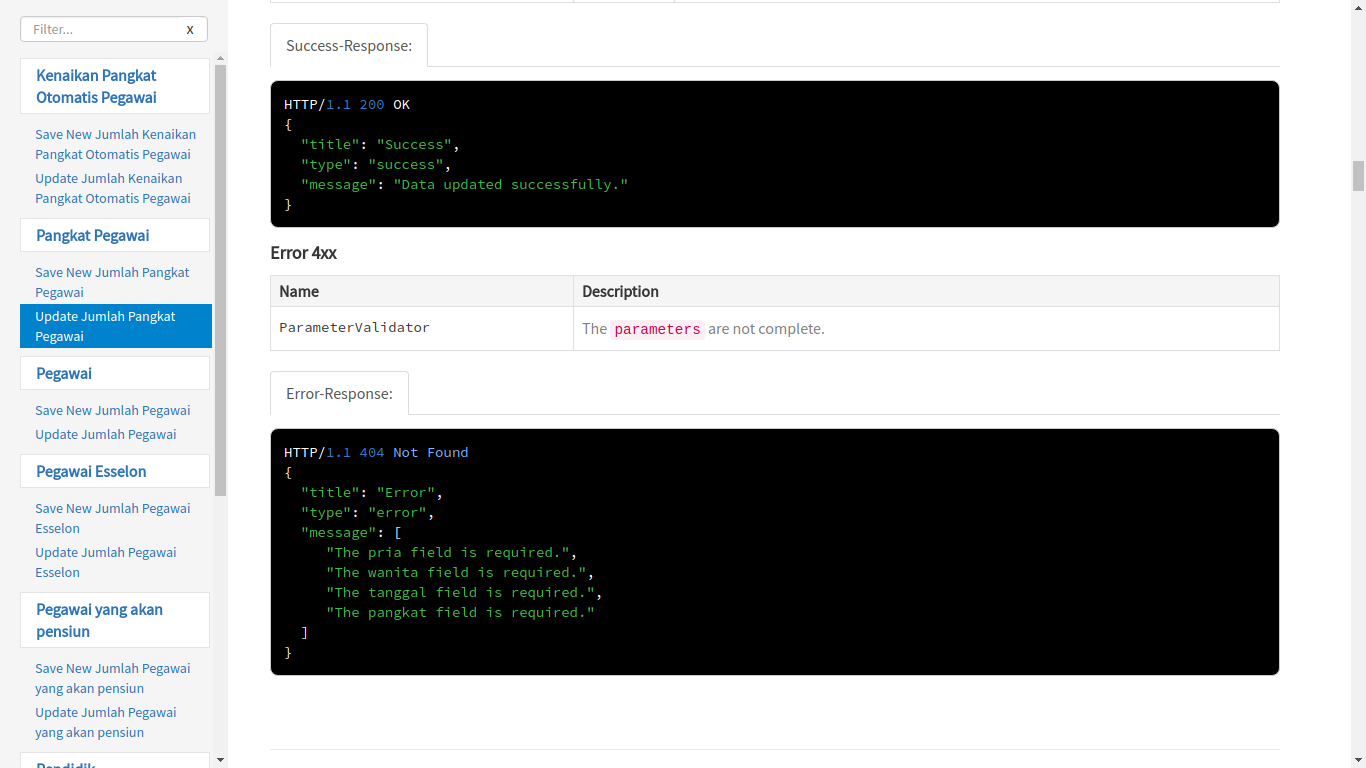 Filter...
x
Kenaikan Pangkat
Otomatis Pegawai
Save New Jumlah Kenaikan
Pangkat Otomatis Pegawai
Update Jumlah Kenaikan
Pangkat Otomatis Pegawai
Pangkat Pegawai
Save New Jumlah Pangkat
Pegawai
Update Jumlah Pangkat
Pegawai
Pegawai
Save New Jumlah Pegawai
Update Jumlah Pegawai
Pegawai Esselon
Save New Jumlah Pegawai
Esselon
Update Jumlah Pegawai
Esselon
Pegawai yang akan
pensiun
Save New Jumlah Pegawai
yang akan pensiun
Update Jumlah Pegawai
yang akan pensiun
Pendidik
Success-Response:
HTTP/1.1 200 OK
{
  "title": "Success",
  "type": "success",
  "message": "Data updated successfully."
}
Error 4xx
Name Description
ParameterValidator The parameters are not complete.
Error-Response:
HTTP/1.1 404 Not Found
{
  "title": "Error",
  "type": "error",
  "message": [
     "The pria field is required.",
     "The wanita field is required.",
     "The tanggal field is required.",
     "The pangkat field is required."
  ]
}